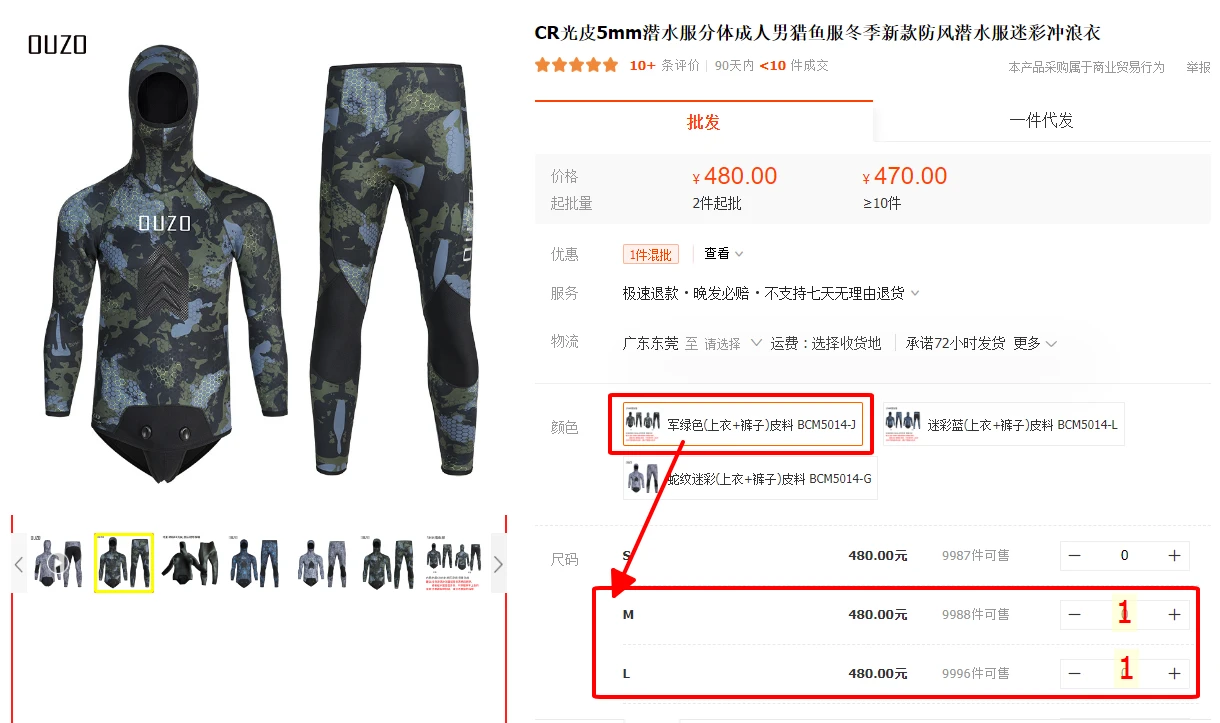 OUZO
OUZO
CR光皮5mm潜水服分体成人男猎鱼服冬季新款防风潜水服迷彩冲浪衣
10+ 条评价 90天内 <10 件成交 本产品采购属于商业贸易行为 举报
批发 一件代发
价格 ¥480.00 ¥470.00
起批量 2件起批 ≥10件
优惠 1件混批 查看
服务 极速退款·晚发必赔·不支持七天无理由退货
物流 广东东莞 至 请选择 运费：选择收货地 承诺72小时发货 更多
颜色 军绿色(上衣+裤子)皮料 BCM5014-J 迷彩蓝(上衣+裤子)皮料 BCM5014-L
蛇纹迷彩(上衣+裤子)皮料 BCM5014-G
尺码 S 480.00元 9987件可售 − 0 +
M 480.00元 9988件可售 − 1 +
L 480.00元 9996件可售 − 1 +